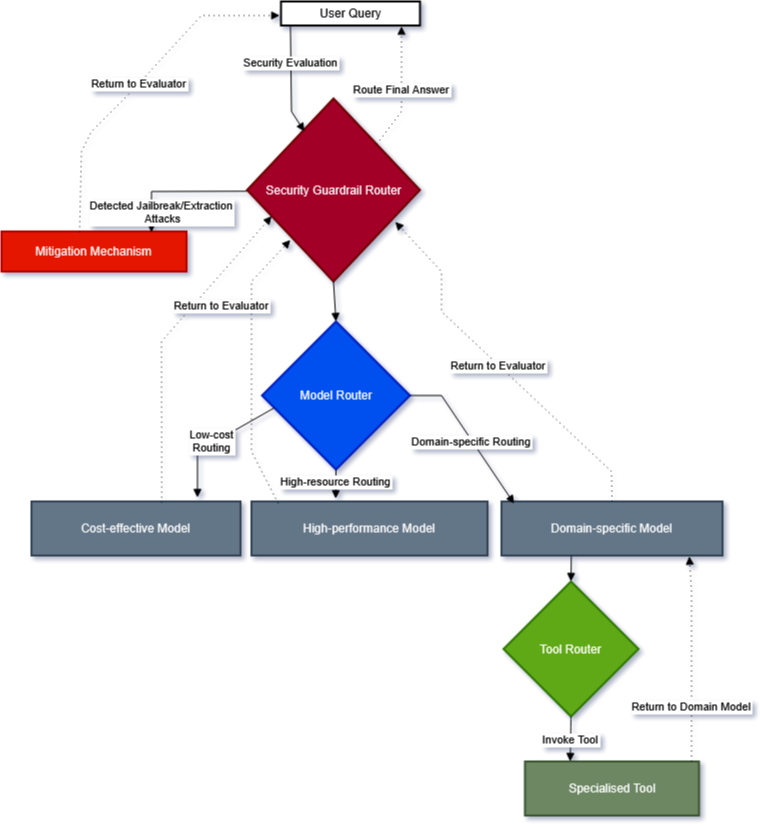 User Query
Security Evaluation
Return to Evaluator
Route Final Answer
Security Guardrail Router
Detected Jailbreak/Extraction
Attacks
Mitigation Mechanism
Return to Evaluator
Return to Evaluator
Model Router
Low-cost
Routing
Domain-specific Routing
High-resource Routing
Cost-effective Model
High-performance Model
Domain-specific Model
Tool Router
Return to Domain Model
Invoke Tool
Specialised Tool